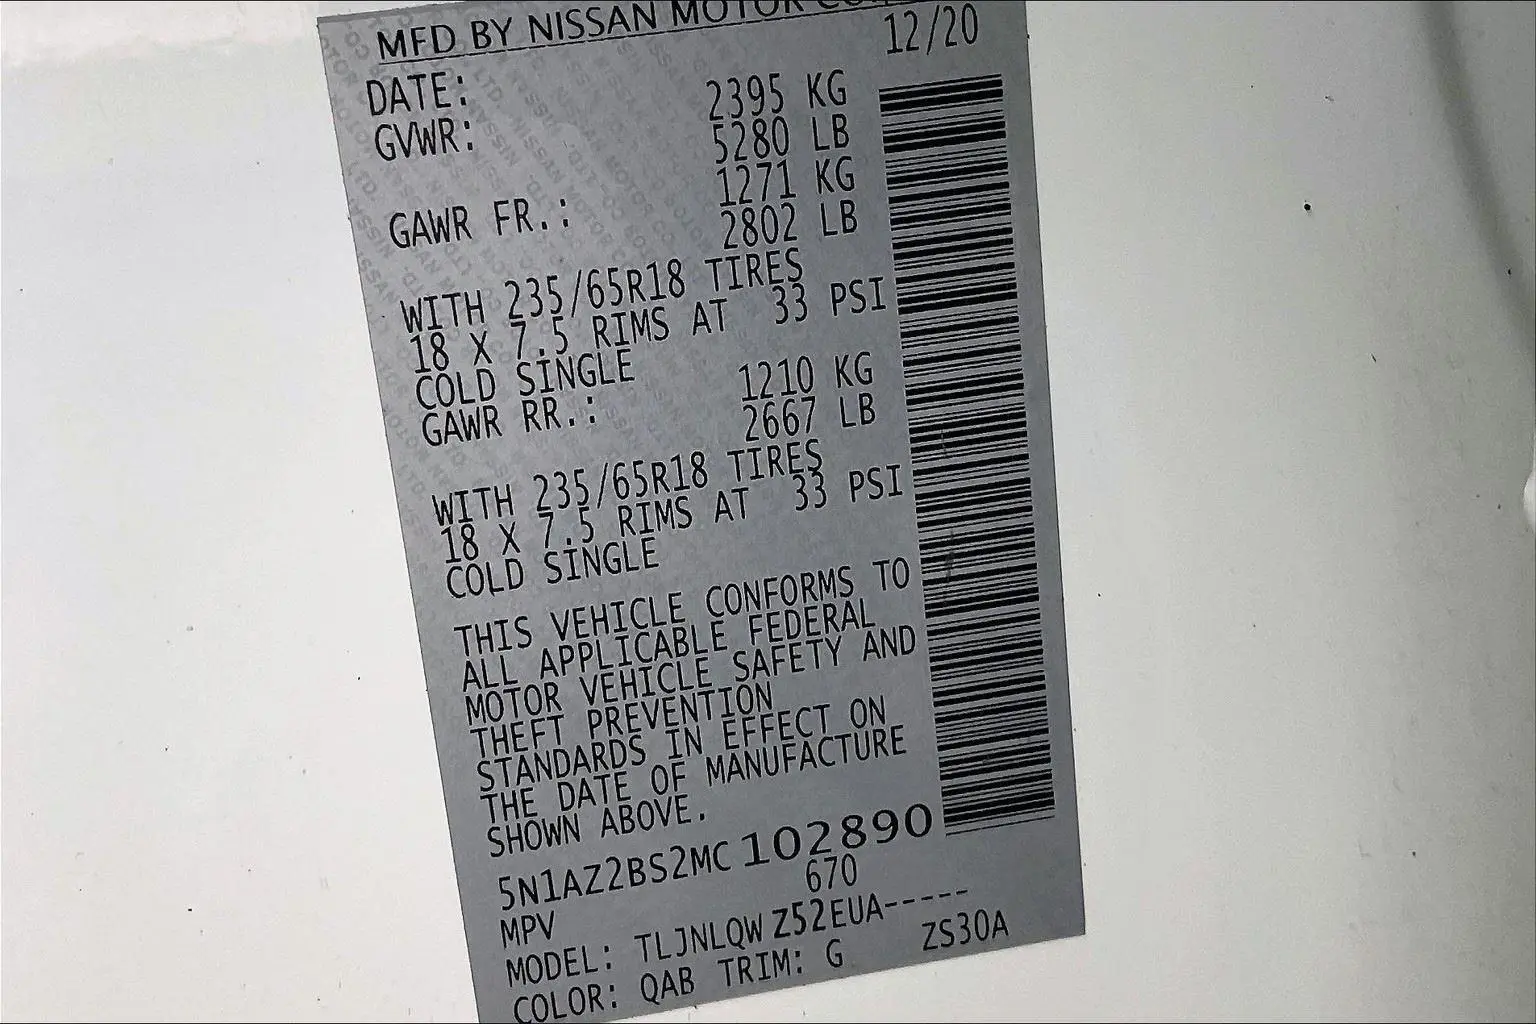 MFD BY NISSAN MOTOR CO
DATE: 12/20
GVWR: 2395 KG
5280 LB
GAWR FR.: 1271 KG
2802 LB
WITH 235/65R18 TIRES
18 X 7.5 RIMS AT 33 PSI
COLD SINGLE
GAWR RR.: 1210 KG
2667 LB
WITH 235/65R18 TIRES
18 X 7.5 RIMS AT 33 PSI
COLD SINGLE
THIS VEHICLE CONFORMS TO
ALL APPLICABLE FEDERAL
MOTOR VEHICLE SAFETY AND
THEFT PREVENTION
STANDARDS IN EFFECT ON
THE DATE OF MANUFACTURE
SHOWN ABOVE.
5N1AZ2BS2MC102890
MPV 670
MODEL: TLJNLQWZ52EUA-----
COLOR: QAB TRIM: G ZS30A